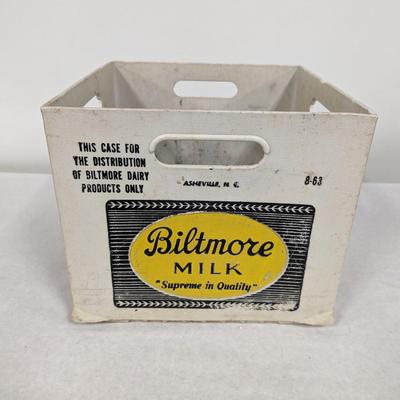 THIS CASE FOR
THE DISTRIBUTION
OF BILTMORE DAIRY
PRODUCTS ONLY
ASHEVILLE, N. C.
8-63
Biltmore
MILK
"Supreme in Quality"